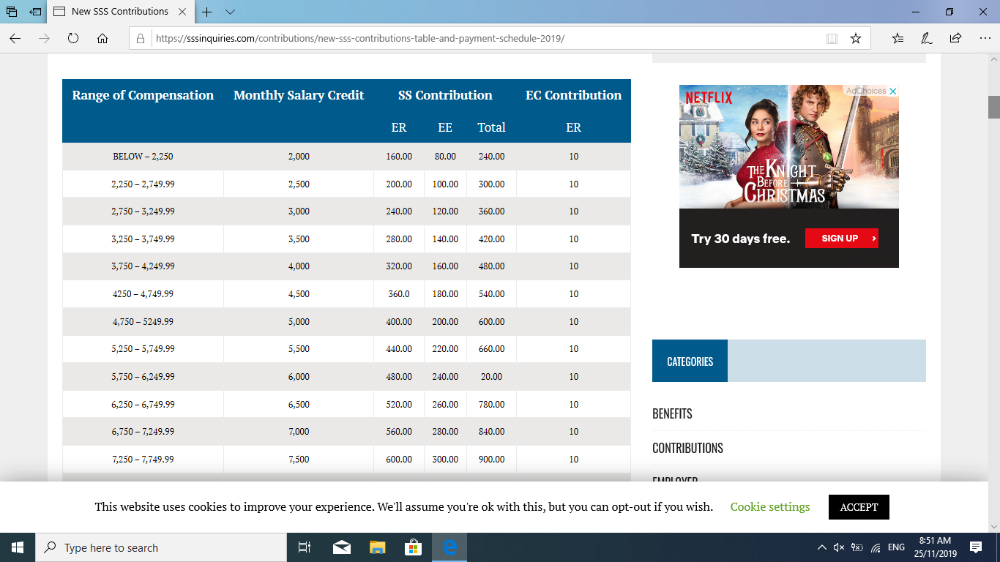 New SSS Contributions
https://sssinquiries.com/contributions/new-sss-contributions-table-and-payment-schedule-2019/
Range of Compensation Monthly Salary Credit SS Contribution EC Contribution
ER EE Total ER
BELOW – 2,250 2,000 160.00 80.00 240.00 10
2,250 – 2,749.99 2,500 200.00 100.00 300.00 10
2,750 – 3,249.99 3,000 240.00 120.00 360.00 10
3,250 – 3,749.99 3,500 280.00 140.00 420.00 10
3,750 – 4,249.99 4,000 320.00 160.00 480.00 10
4250 – 4,749.99 4,500 360.0 180.00 540.00 10
4,750 – 5249.99 5,000 400.00 200.00 600.00 10
5,250 – 5,749.99 5,500 440.00 220.00 660.00 10
5,750 – 6,249.99 6,000 480.00 240.00 20.00 10
6,250 – 6,749.99 6,500 520.00 260.00 780.00 10
6,750 – 7,249.99 7,000 560.00 280.00 840.00 10
7,250 – 7,749.99 7,500 600.00 300.00 900.00 10
AdChoices
NETFLIX
THE KNIGHT
BEFORE
CHRISTMAS
Try 30 days free. SIGN UP
CATEGORIES
BENEFITS
CONTRIBUTIONS
EMPLOYER
This website uses cookies to improve your experience. We'll assume you're ok with this, but you can opt-out if you wish. Cookie settings ACCEPT
Type here to search
ENG
8:51 AM
25/11/2019